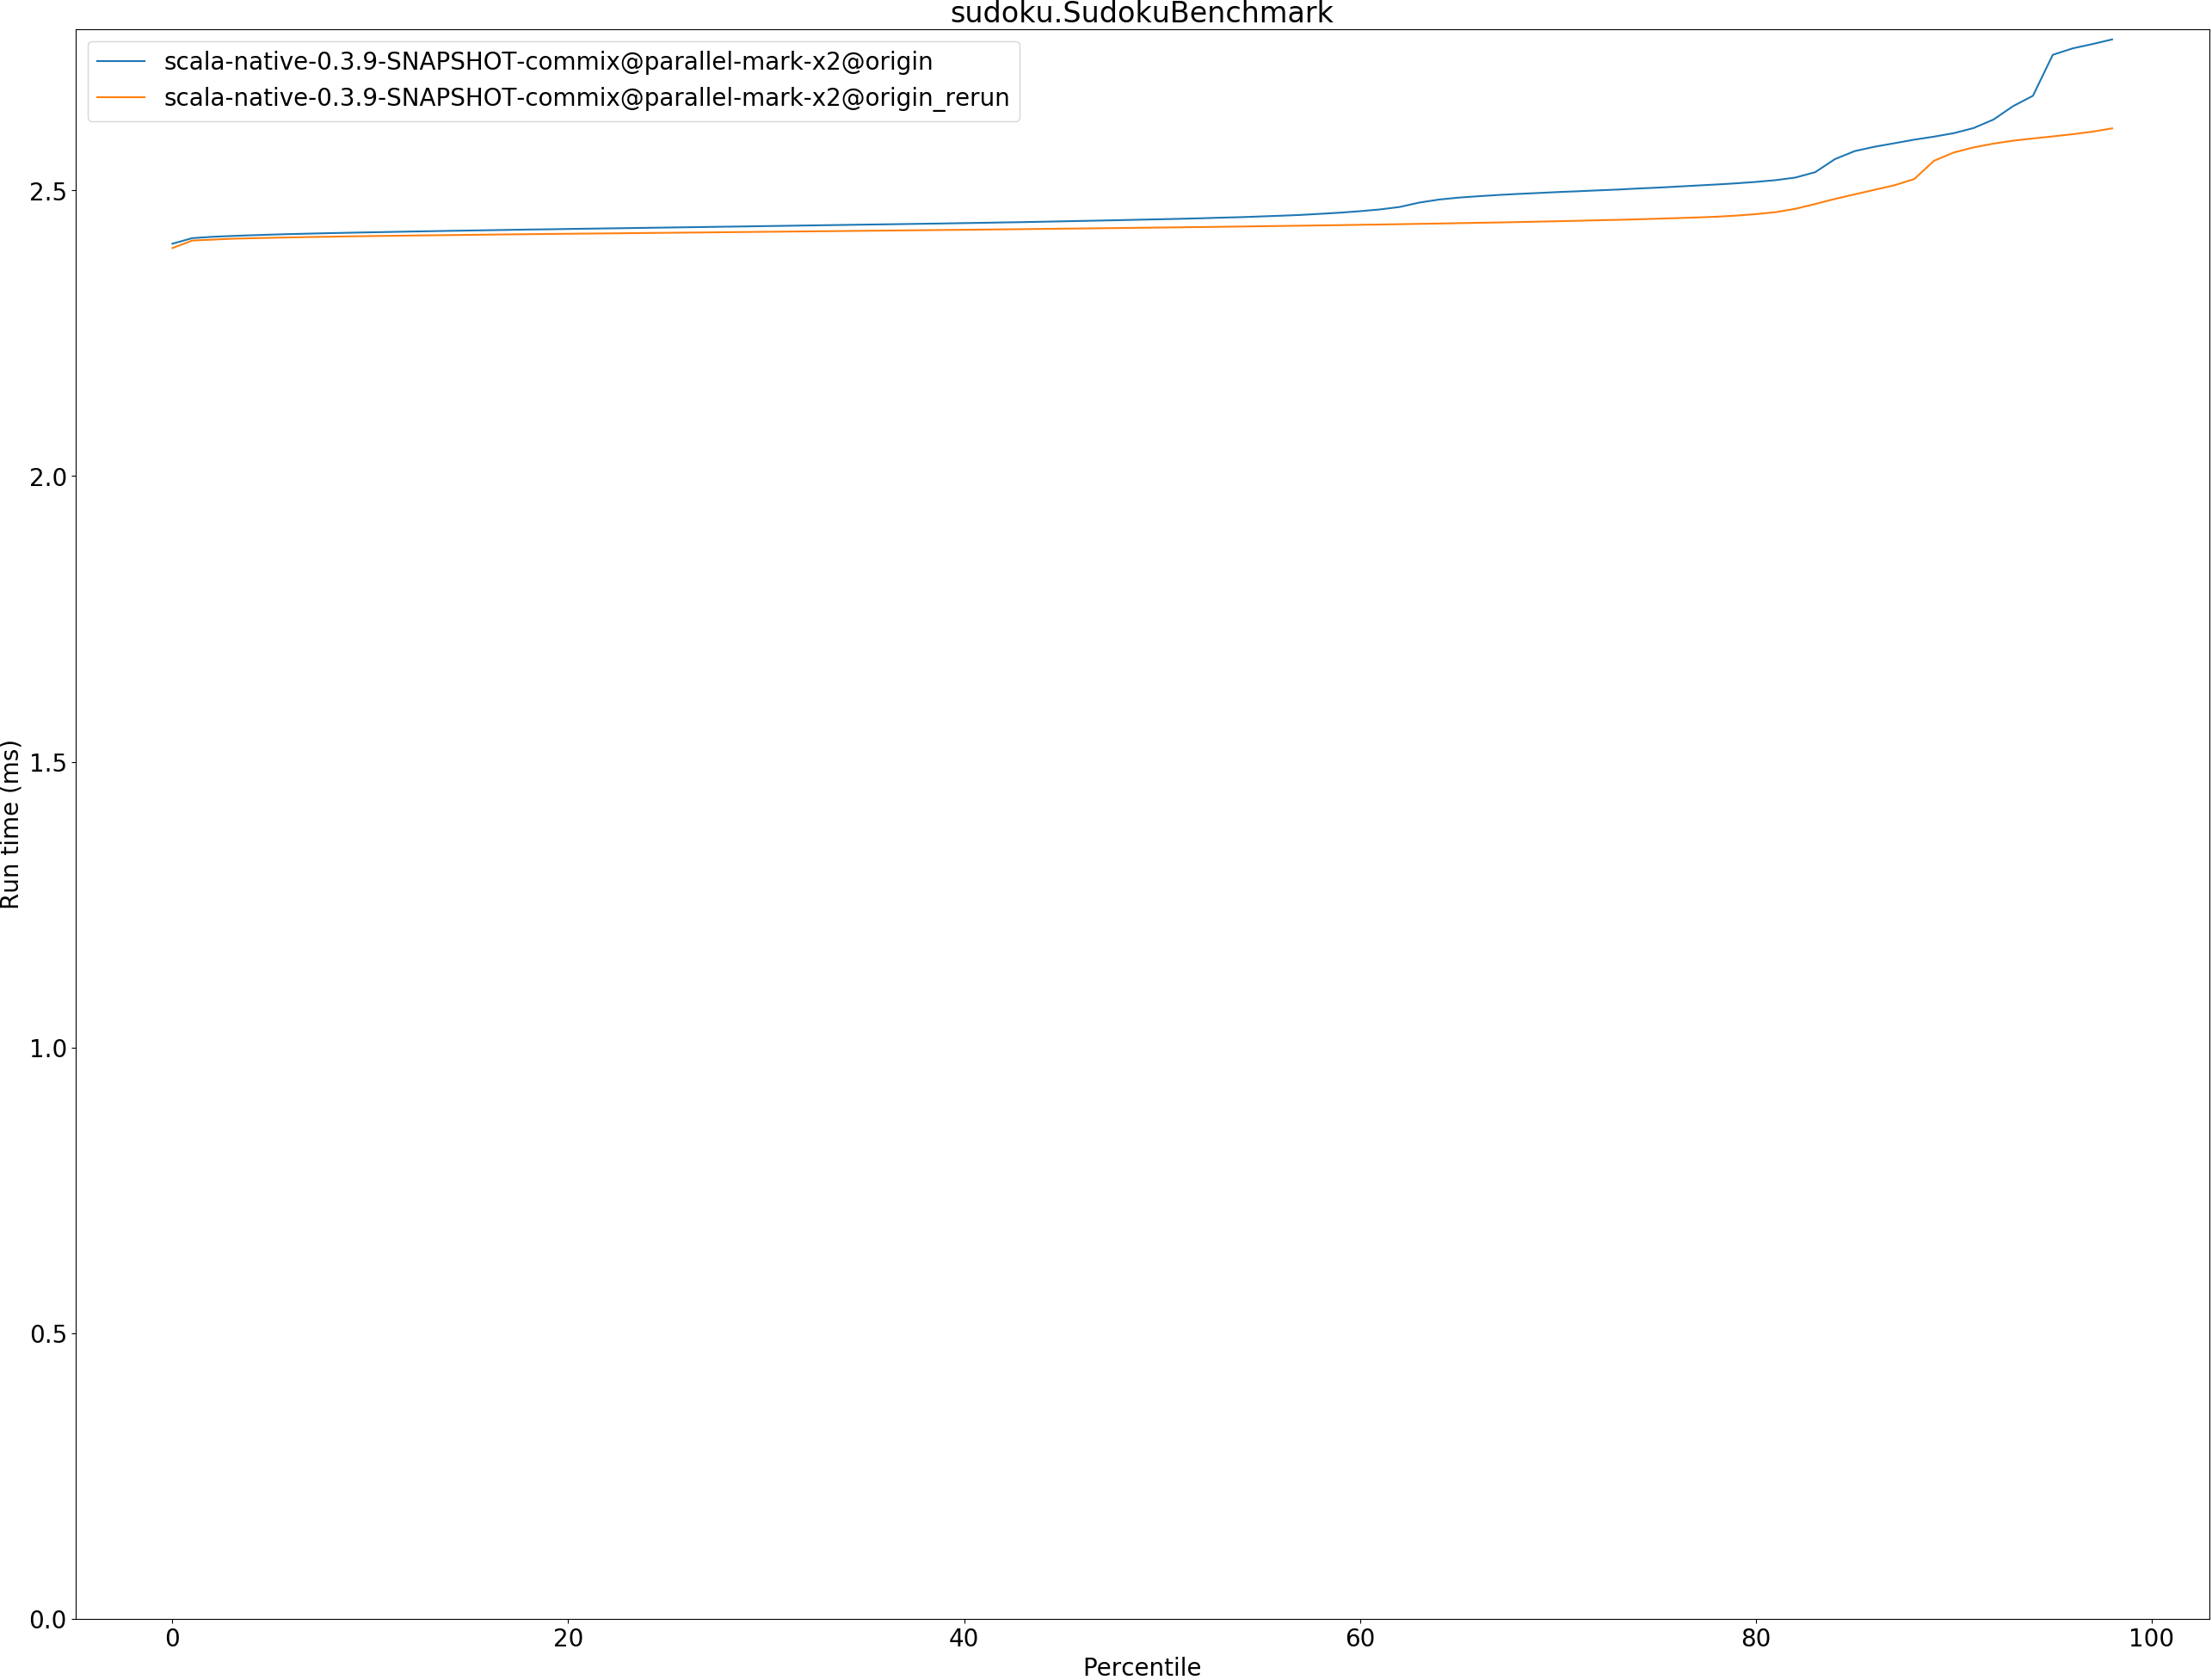 sudoku.SudokuBenchmark
scala-native-0.3.9-SNAPSHOT-commix@parallel-mark-x2@origin
scala-native-0.3.9-SNAPSHOT-commix@parallel-mark-x2@origin_rerun
Run time (ms)
2.5
2.0
1.5
1.0
0.5
0.0
0 20 40 60 80 100
Percentile